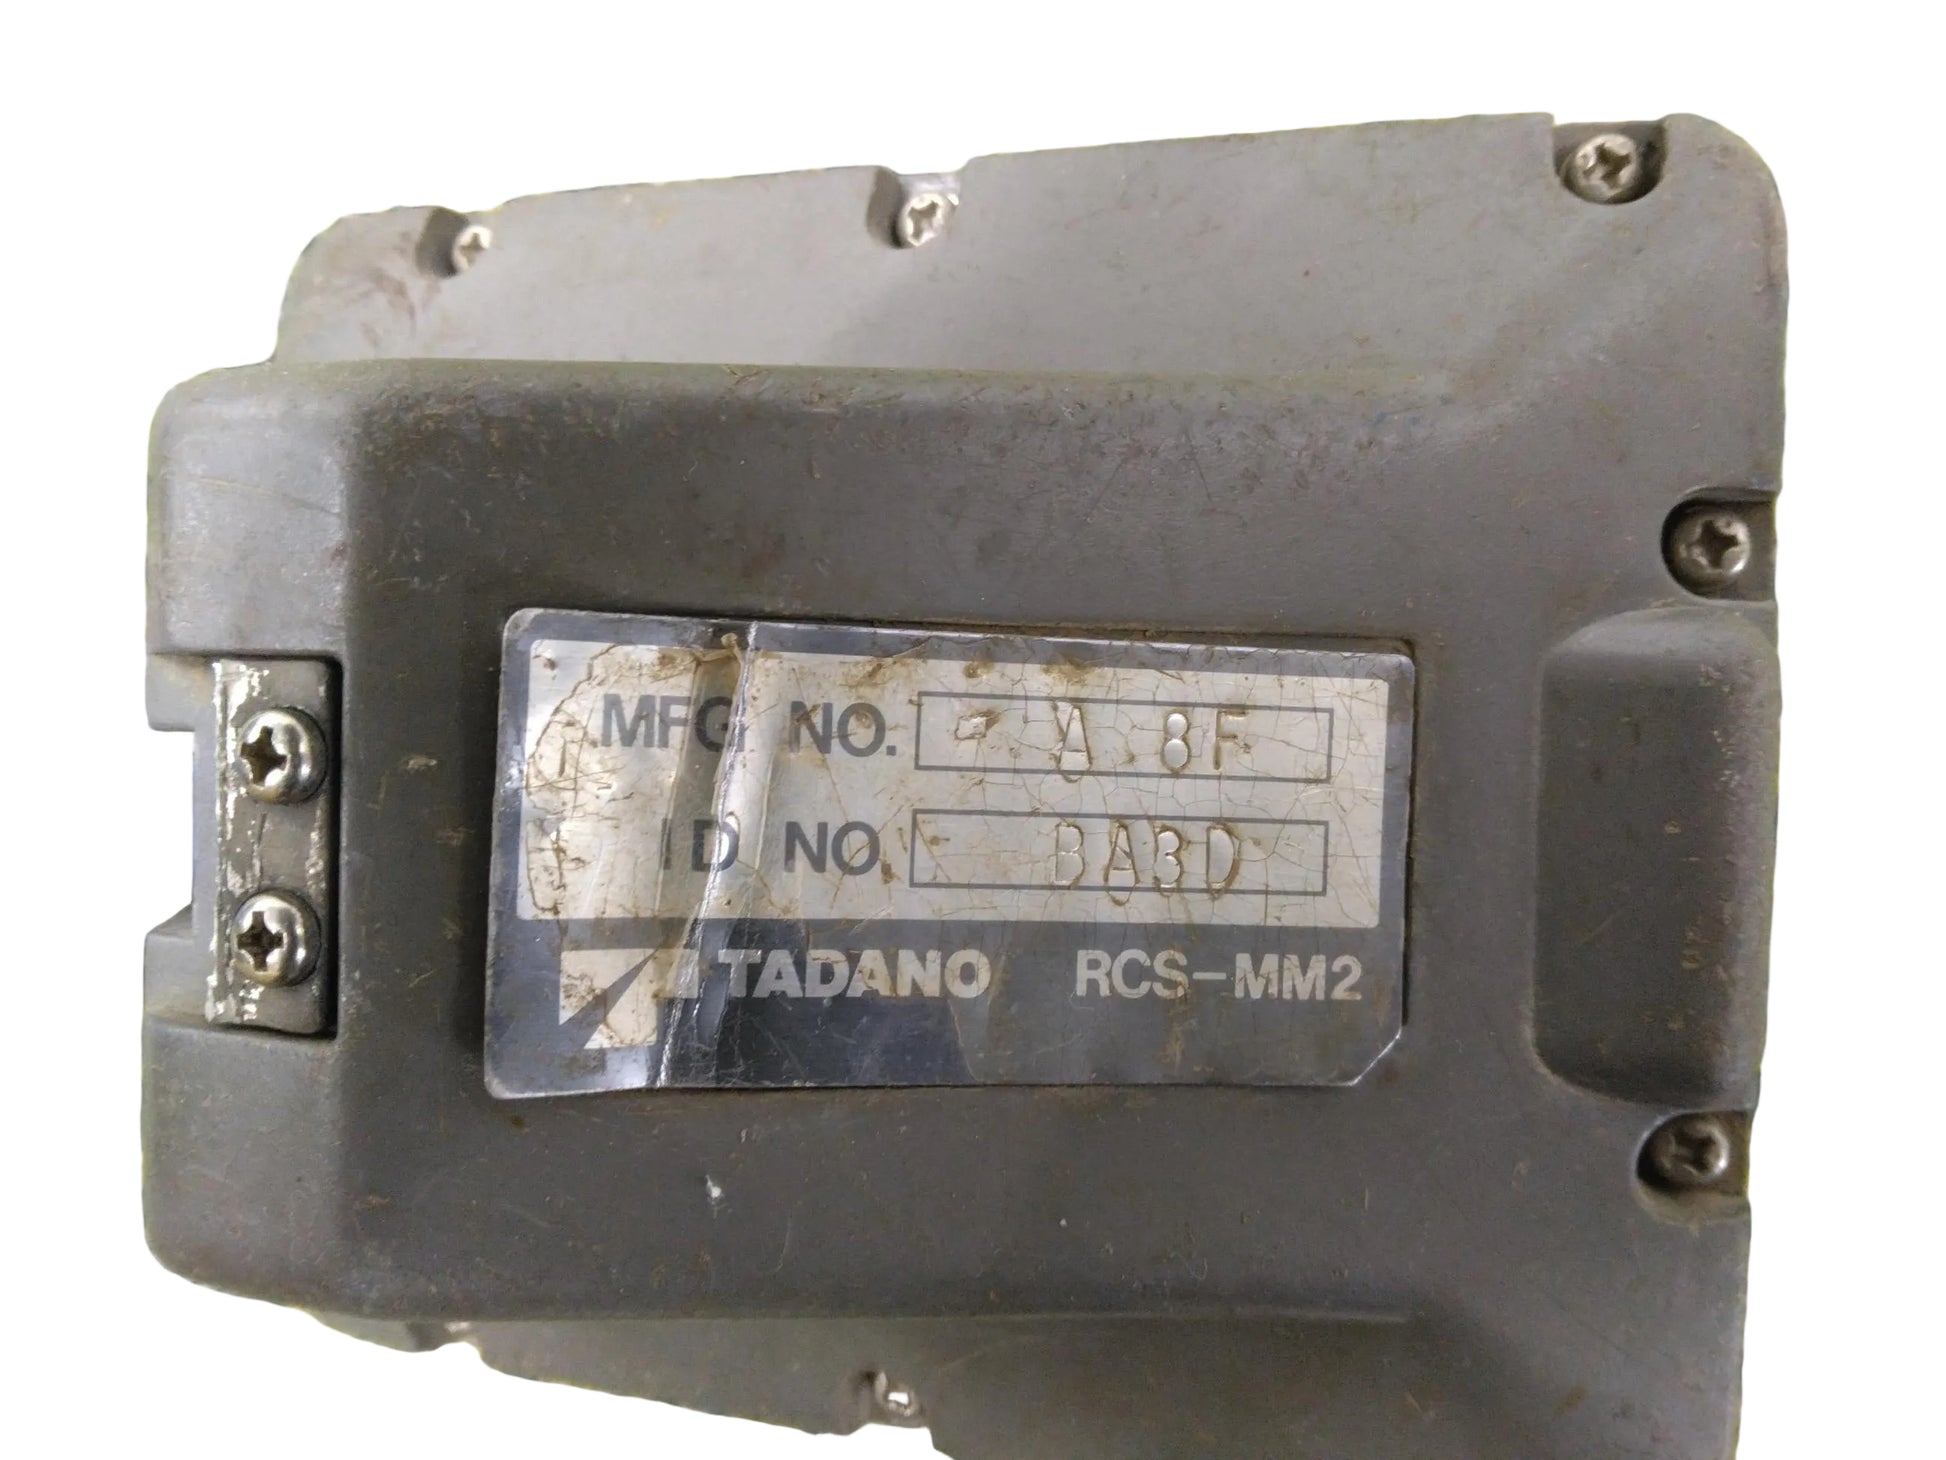 MFG NO. A 8F
ID NO. BA3D
TADANO RCS-MM2